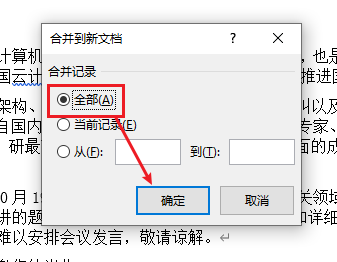 合并到新文档
?
计算机
,也是
国云计
推进国
合并记录
全部(A)
架构、
以及以
当前记录(E)
自国内
专家、
从(F):
到(T):
研最
面的成
确定
取消
0 月 1
关领域
讲的题
和详细
难以安排会议发言,敬请谅解。